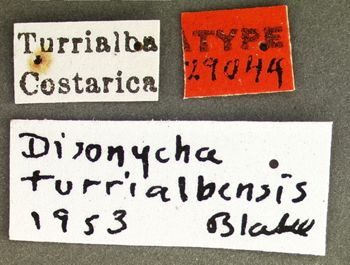 Turrialba
Costarica
TYPE
29044
Disonycha
turrialbensis
1953 Blake